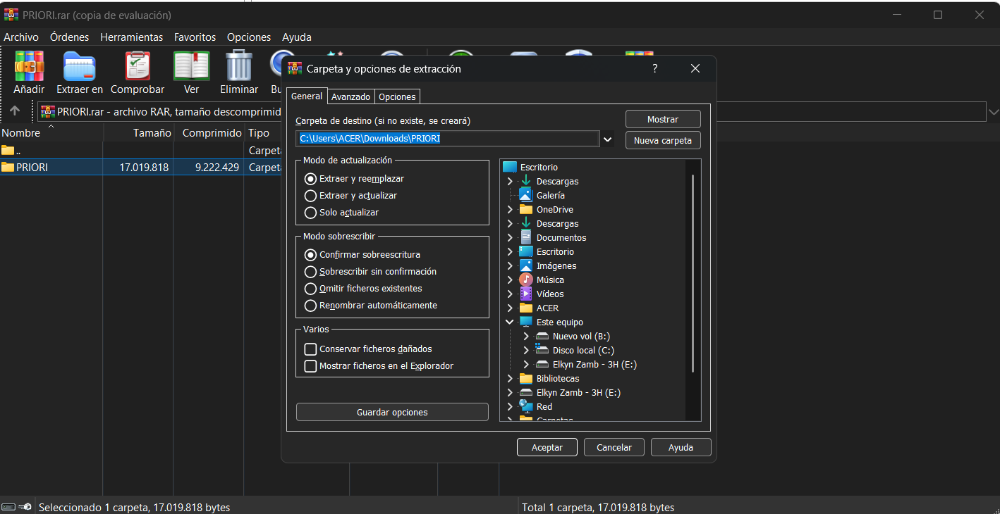 PRIORI.rar (copia de evaluación)
Archivo Órdenes Herramientas Favoritos Opciones Ayuda
Añadir Extraer en Comprobar Ver Eliminar
PRIORI.rar - archivo RAR, tamaño
Nombre Tamaño Comprimido Tipo
..
PRIORI 17.019.818 9.222.429
Carpeta y opciones de extracción ?
General Avanzado Opciones
Carpeta de destino (si no existe, se creará)
C:\Users\ACER\Downloads\PRIORI
Mostrar
Nueva carpeta
Modo de actualización
Extraer y reemplazar
Extraer y actualizar
Solo actualizar
Modo sobrescribir
Confirmar sobreescritura
Sobrescribir sin confirmación
Omitir ficheros existentes
Renombrar automáticamente
Varios
Conservar ficheros dañados
Mostrar ficheros en el Explorador
Guardar opciones
Escritorio
Descargas
Galería
OneDrive
Descargas
Documentos
Escritorio
Imágenes
Música
Vídeos
ACER
Este equipo
Nuevo vol (B:)
Disco local (C:)
Elkyn Zamb - 3H (E:)
Bibliotecas
Elkyn Zamb - 3H (E:)
Red
Carpetas
Aceptar Cancelar Ayuda
Seleccionado 1 carpeta, 17.019.818 bytes
Total 1 carpeta, 17.019.818 bytes